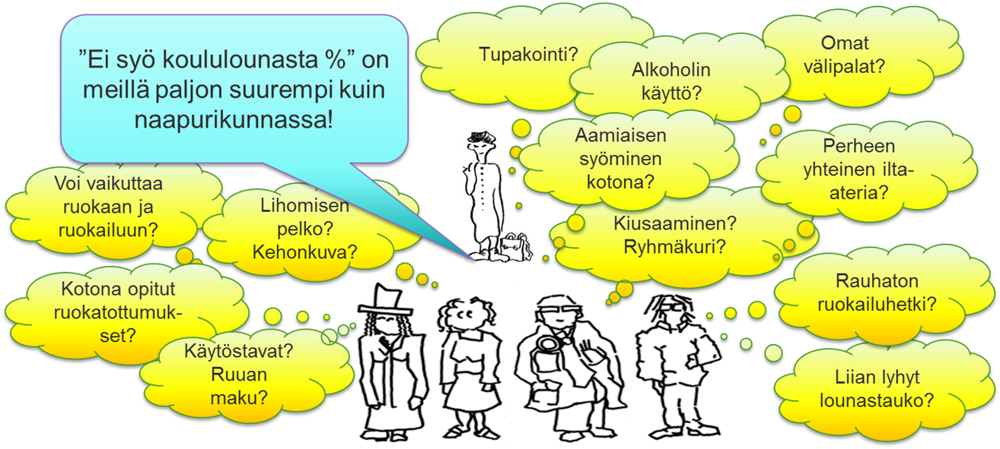 ”Ei syö koululounasta %” on
meillä paljon suurempi kuin
naapurikunnassa!
Tupakointi?
Alkoholin
käyttö?
Omat
välipalat?
Aamiaisen
syöminen
kotona?
Perheen
yhteinen ilta-
ateria?
Voi vaikuttaa
ruokaan ja
ruokailuun?
Lihomisen
pelko?
Kehonkuva?
Kiusaaminen?
Ryhmäkuri?
Kotona opitut
ruokatottumuk-
set?
Rauhaton
ruokailuhetki?
Käytöstavat?
Ruuan
maku?
Liian lyhyt
lounastauko?